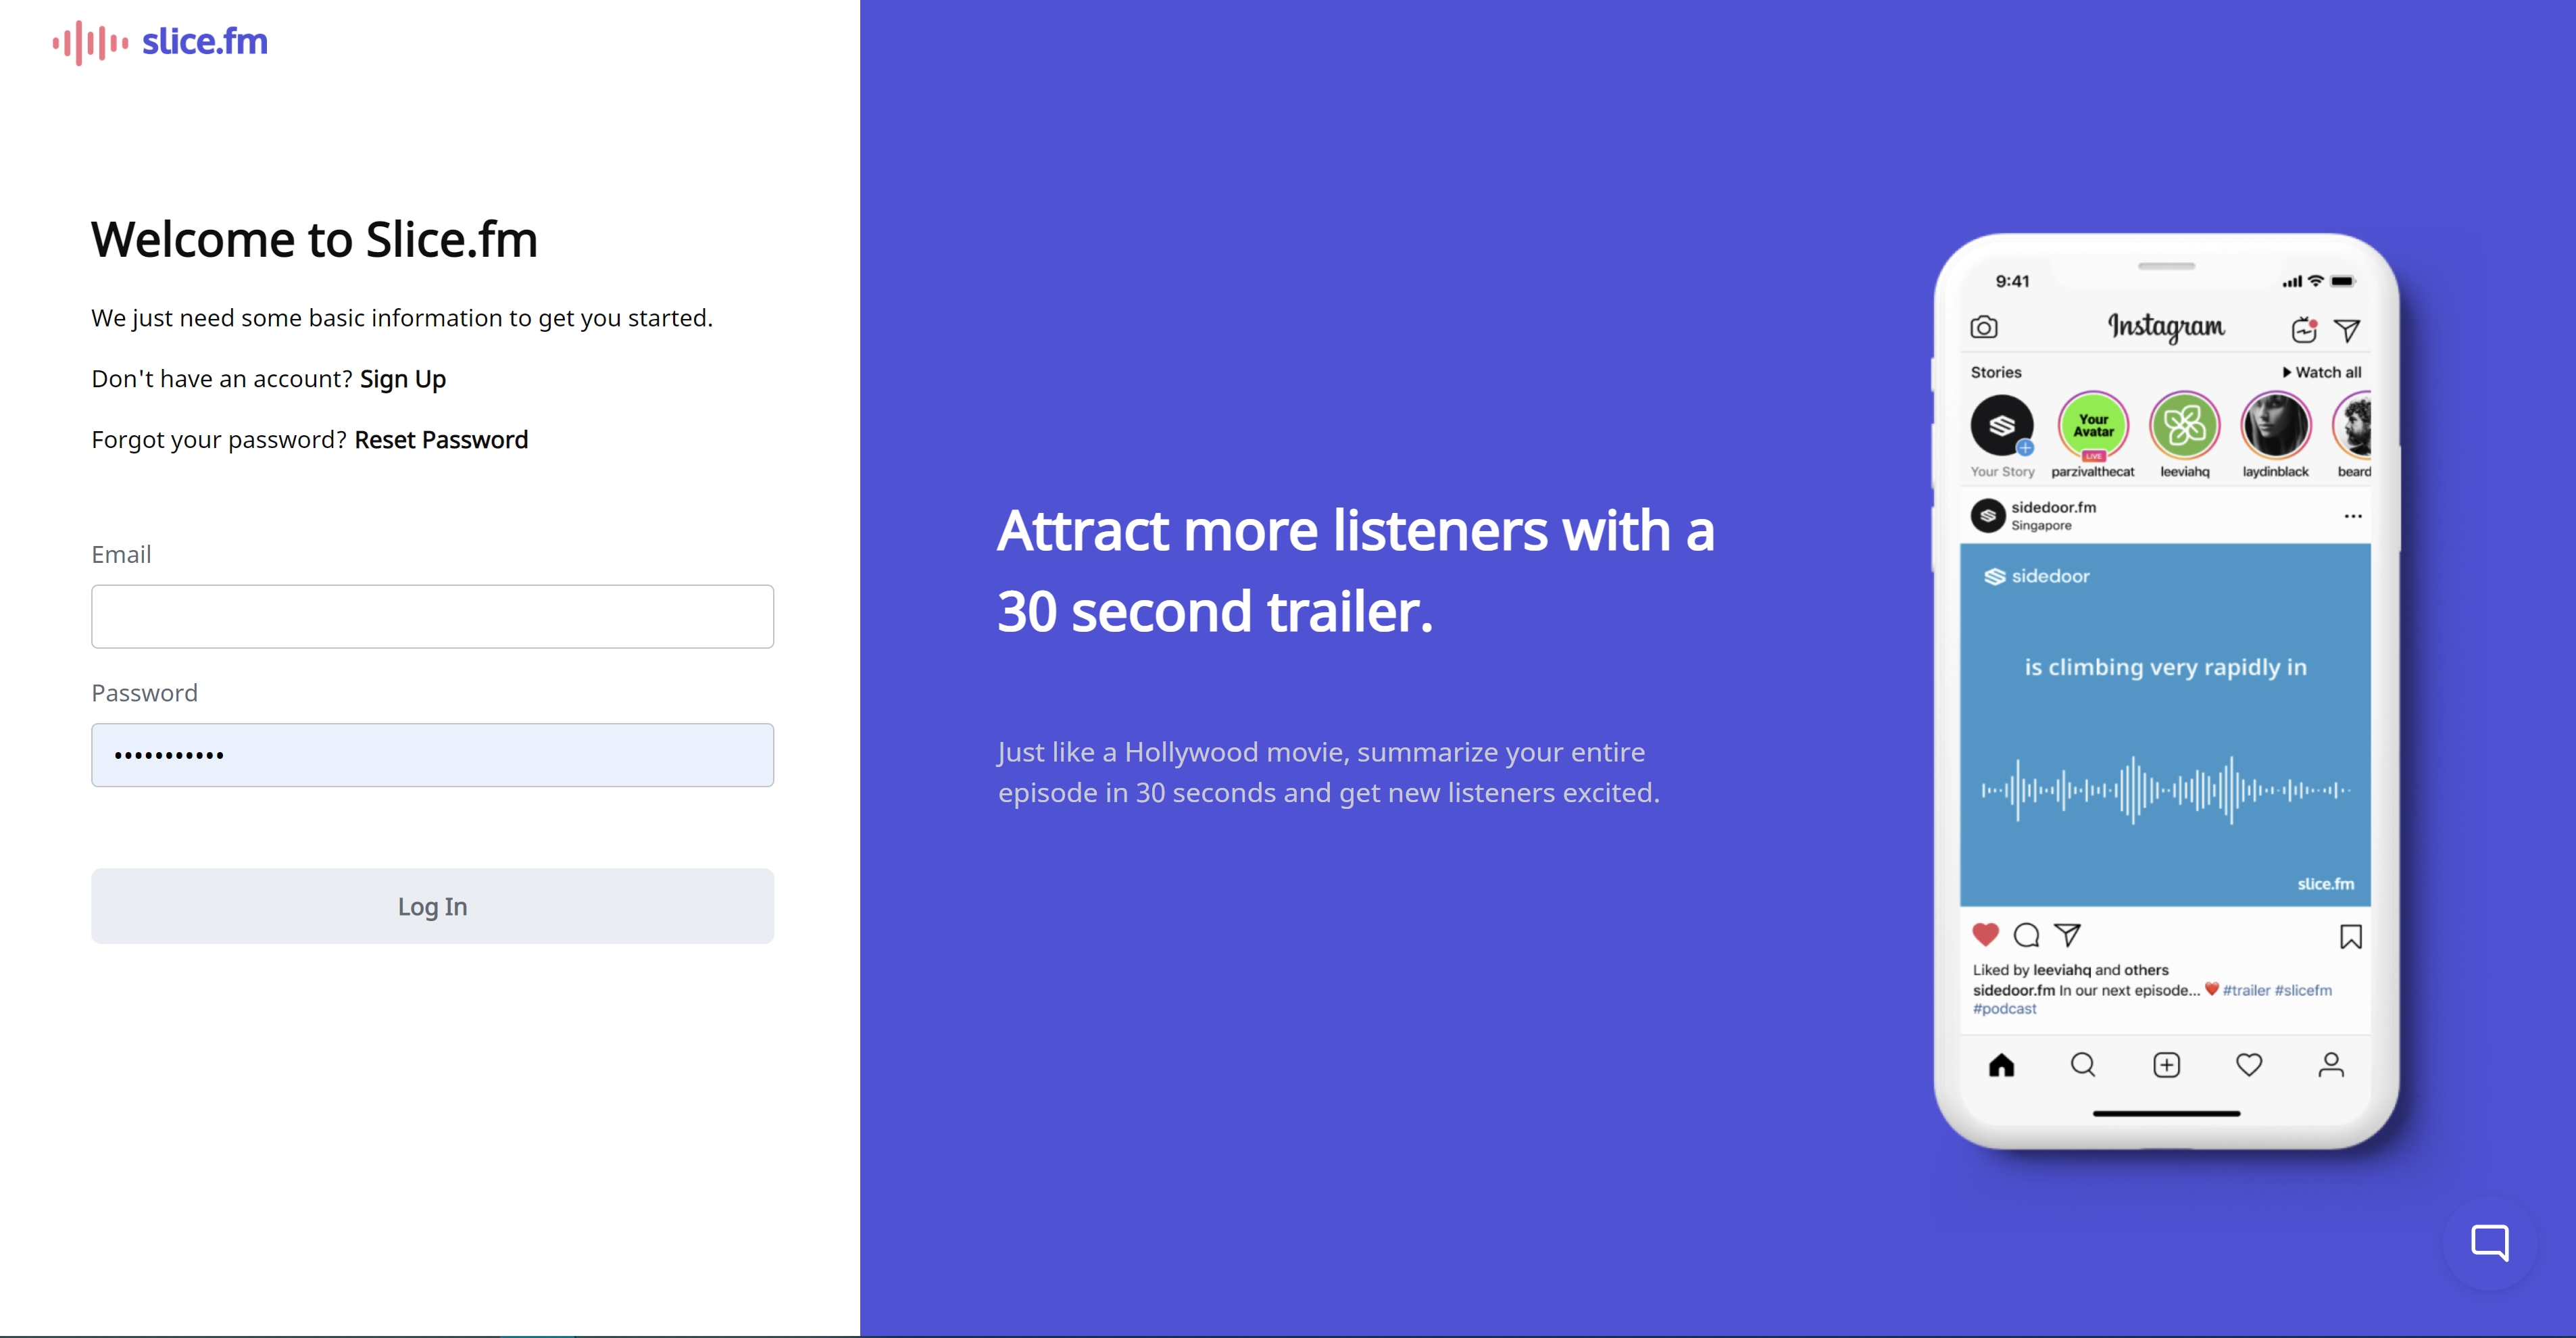 slice.fm
Welcome to Slice.fm
We just need some basic information to get you started.
Don't have an account? Sign Up
Forgot your password? Reset Password
Email
Password
•••••••••••
Log In
Attract more listeners with a
30 second trailer.
Just like a Hollywood movie, summarize your entire
episode in 30 seconds and get new listeners excited.
9:41
Instagram
Stories
Watch all
Your
Avatar
LIVE
Your Story parzivalthecat leeviahq laydinblack beard
sidedoor.fm
Singapore
sidedoor
is climbing very rapidly in
slice.fm
Liked by leeviahq and others
sidedoor.fm In our next episode... ❤️ #trailer #slicefm
#podcast